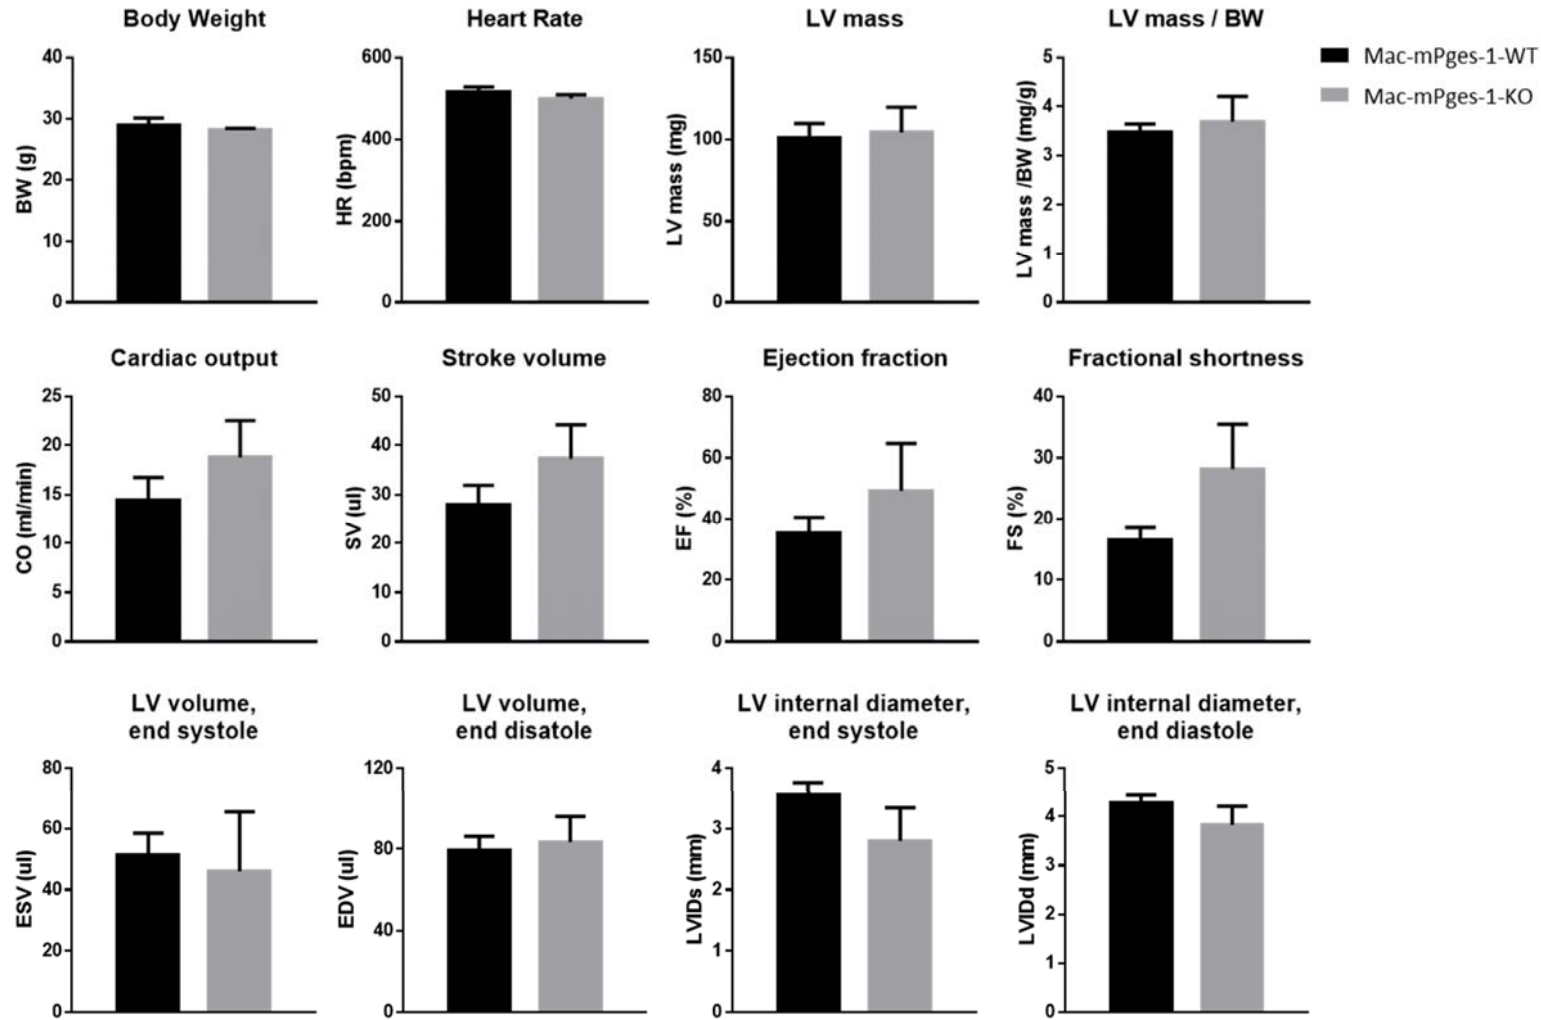 Body Weight
BW (g)
40
30
20
10
0
Heart Rate
HR (bpm)
600
400
200
0
LV mass
LV mass (mg)
150
100
50
0
LV mass / BW
LV mass /BW (mg/g)
5
4
3
2
1
0
Mac-mPges-1-WT
Mac-mPges-1-KO
Cardiac output
CO (ml/min)
25
20
15
10
5
0
Stroke volume
SV (ul)
50
40
30
20
10
0
Ejection fraction
EF (%)
80
60
40
20
0
Fractional shortness
FS (%)
40
30
20
10
0
LV volume,
end systole
ESV (ul)
80
60
40
20
0
LV volume,
end disatole
EDV (ul)
120
80
40
0
LV internal diameter,
end systole
LVIDs (mm)
4
3
2
1
0
LV internal diameter,
end diastole
LVIDd (mm)
5
4
3
2
1
0